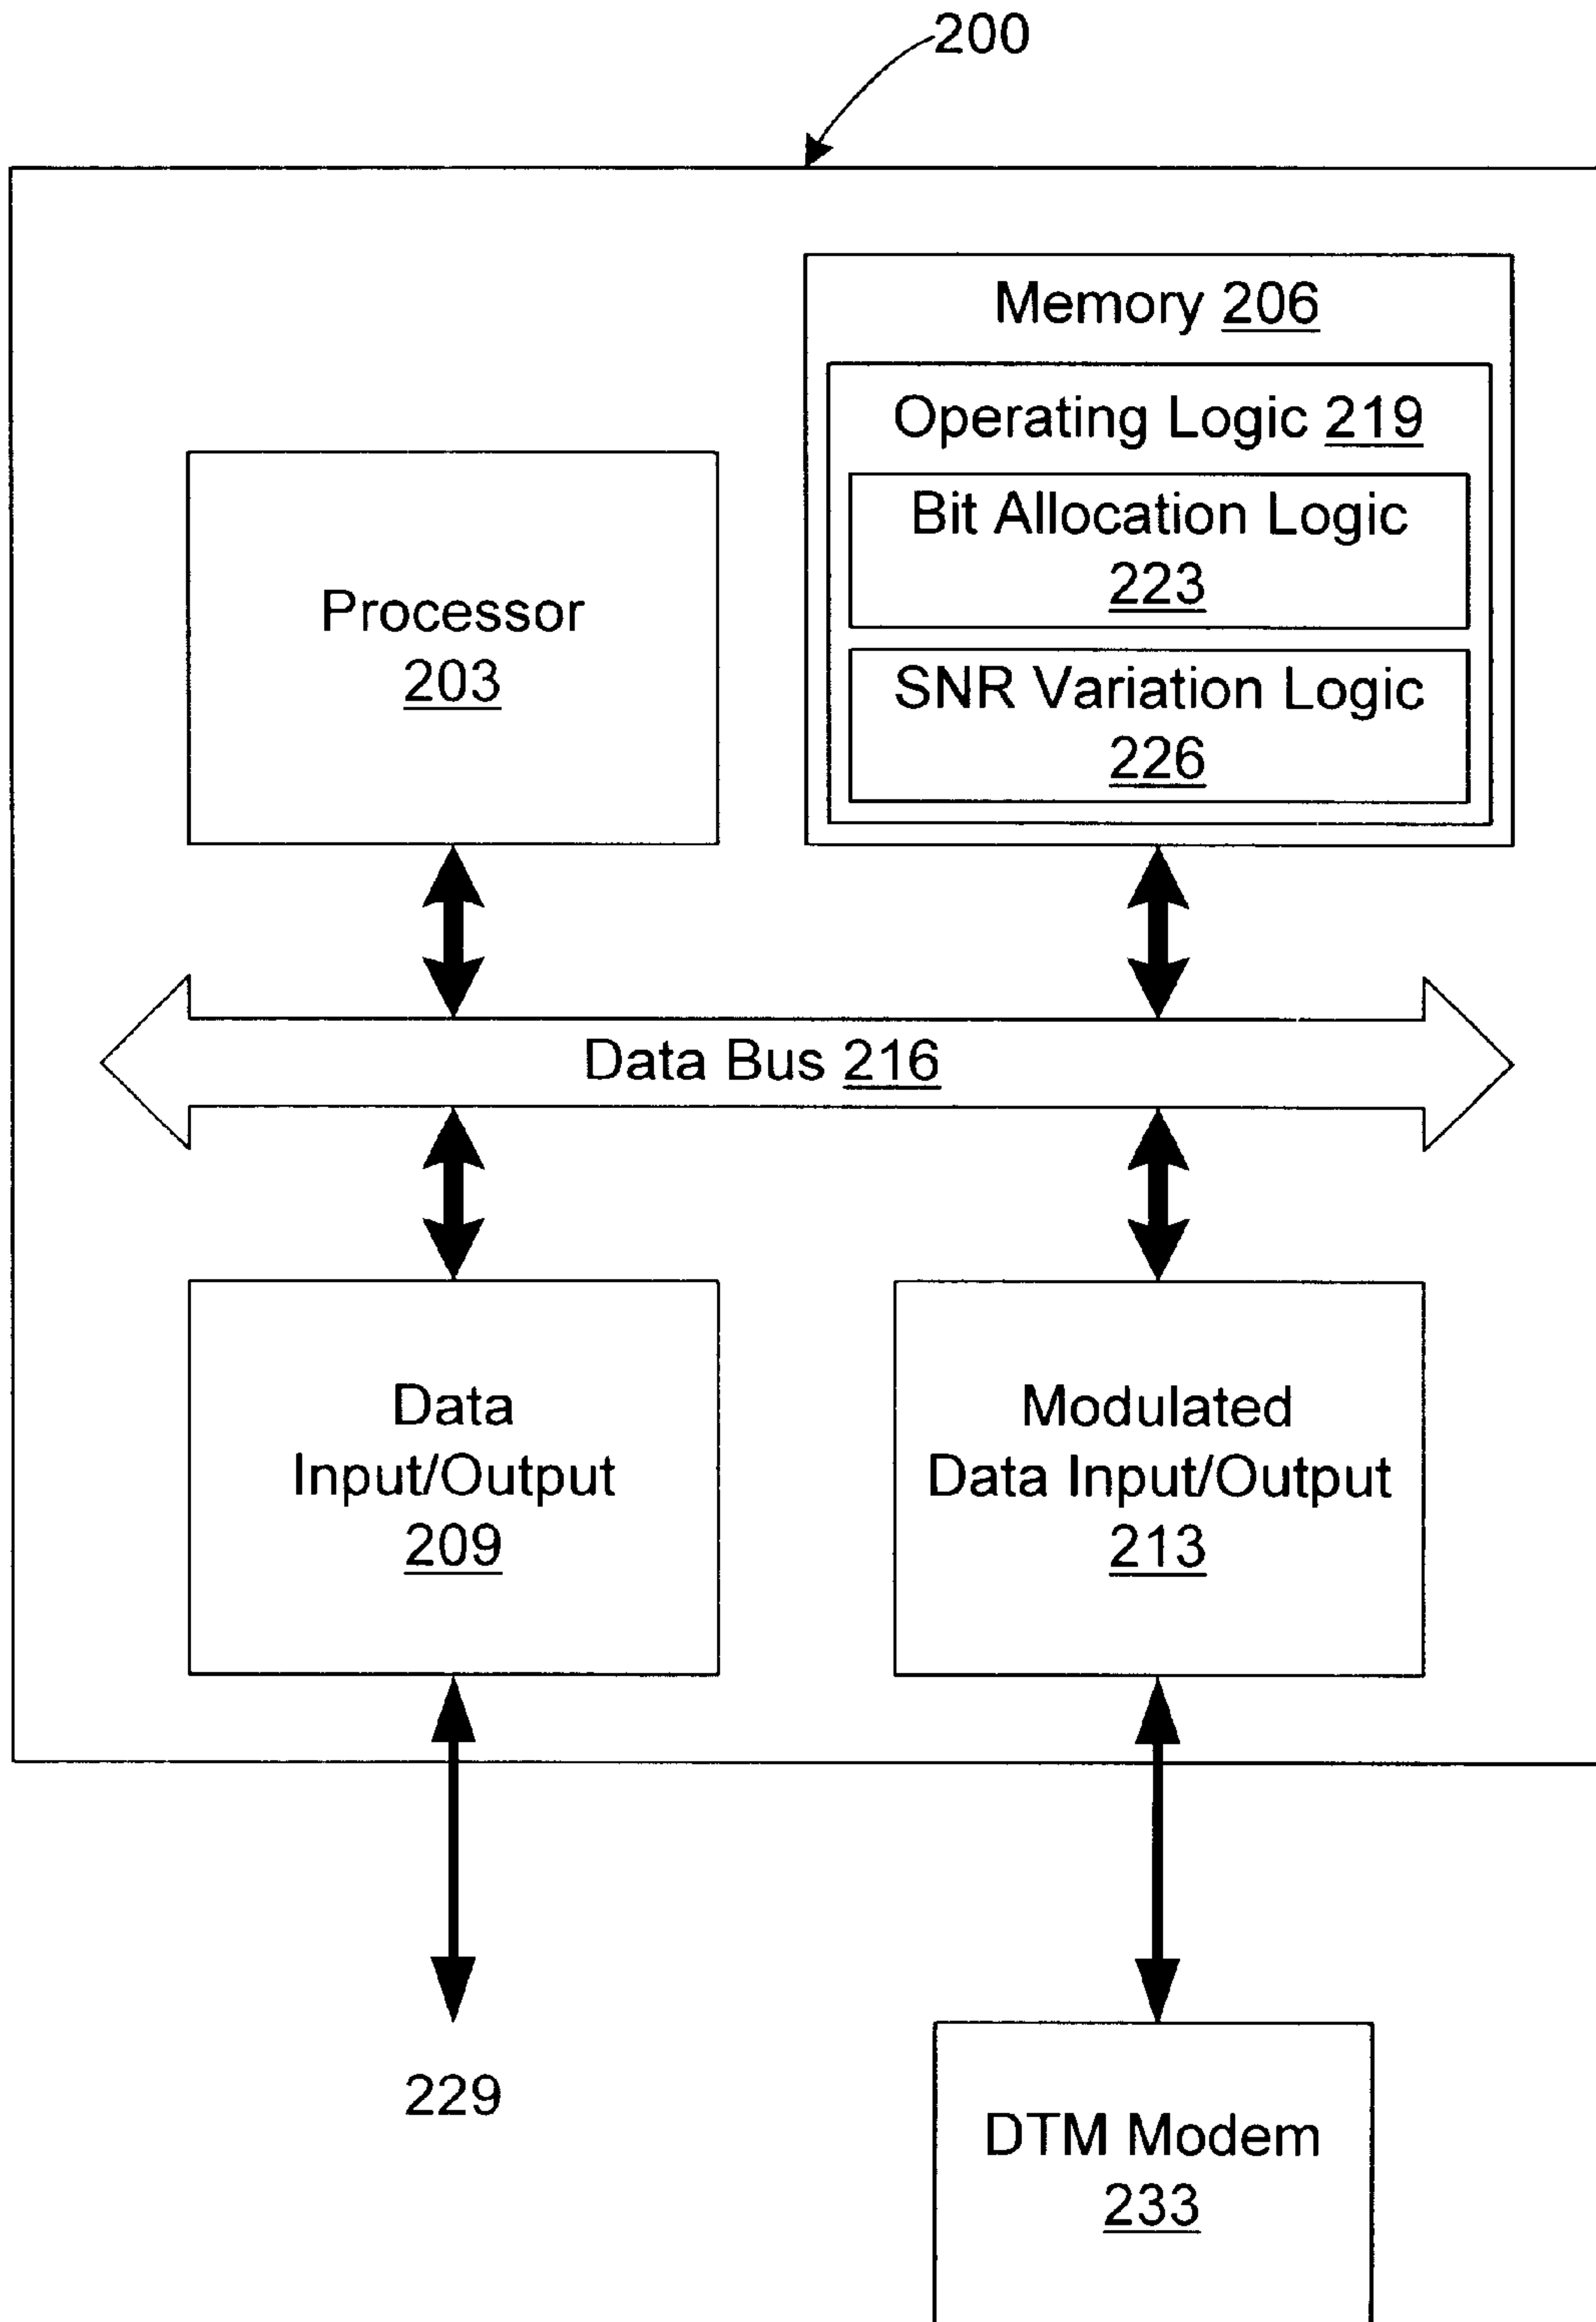 200
Memory 206
Operating Logic 219
Bit Allocation Logic
223
SNR Variation Logic
226
Processor
203
Data Bus 216
Data
Input/Output
209
Modulated
Data Input/Output
213
229
DTM Modem
233